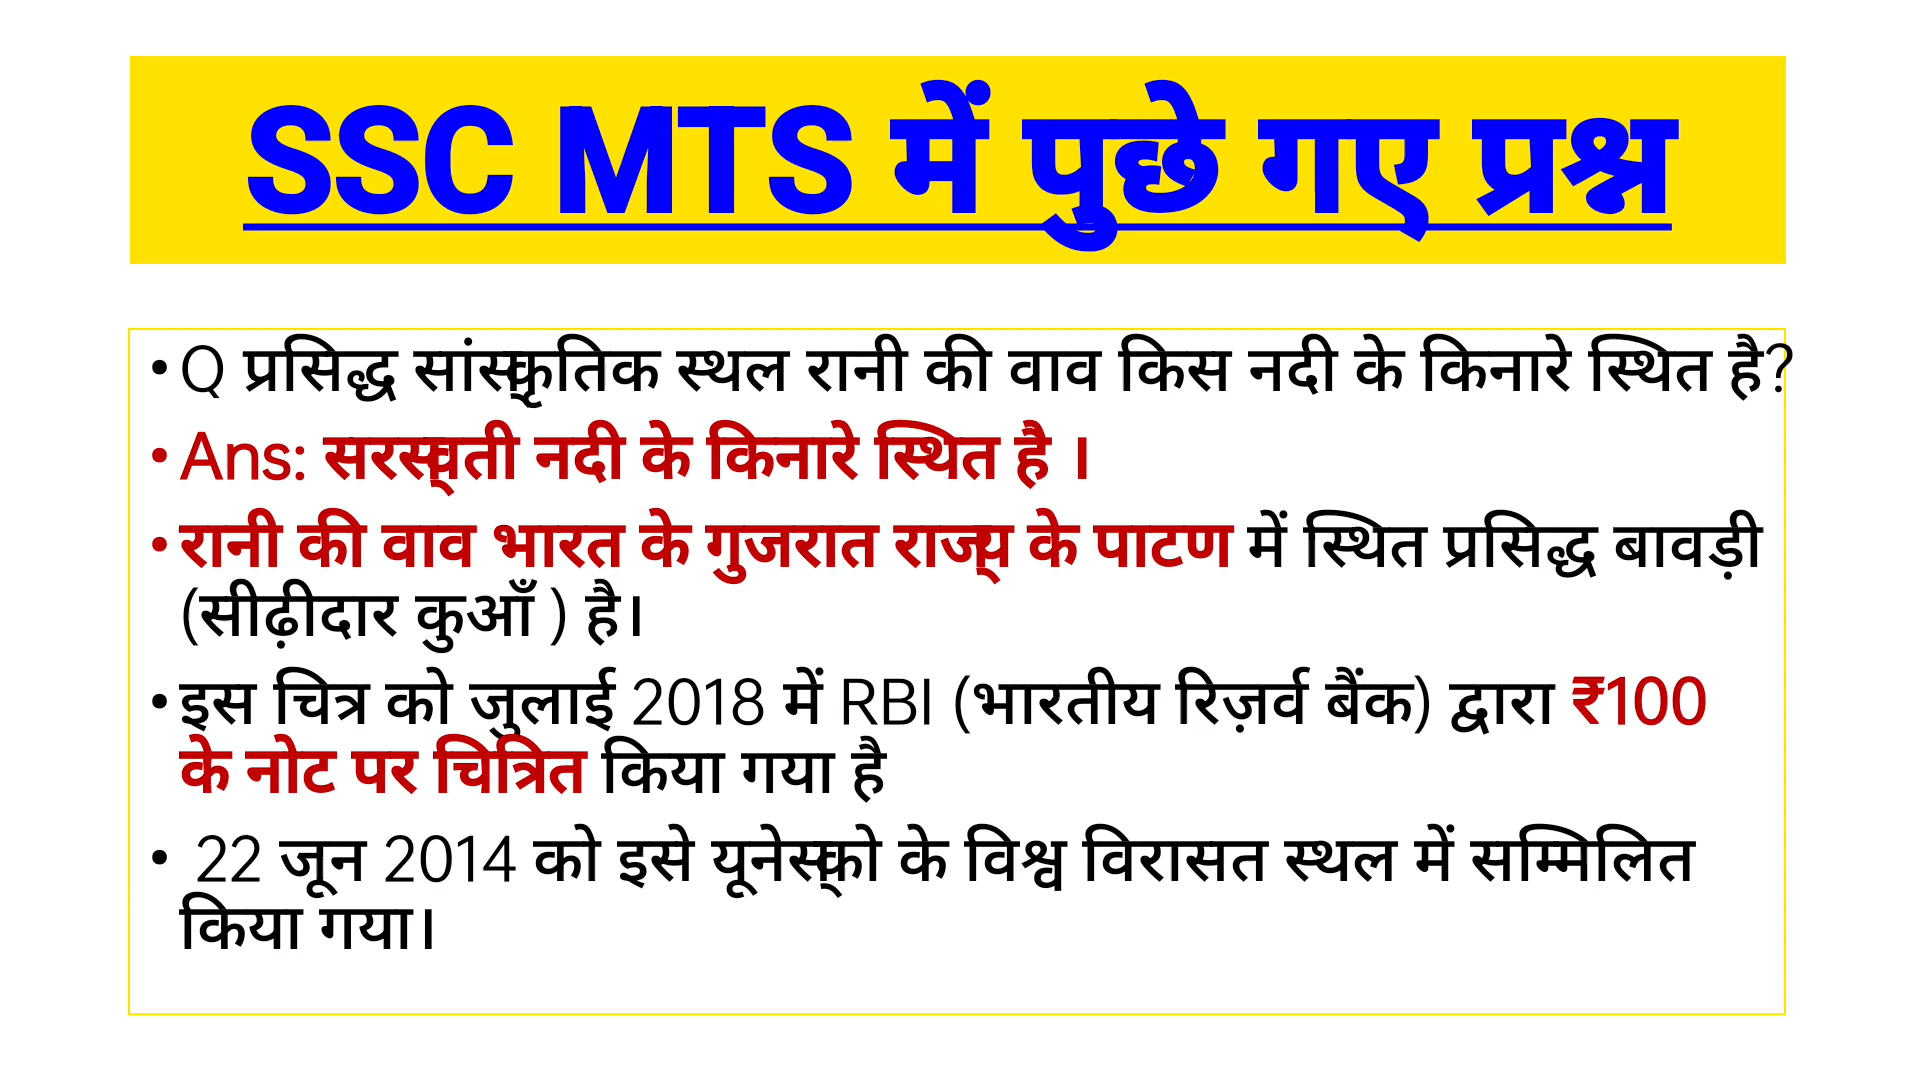 SSC MTS में पुछे गए प्रश्न
• Q प्रसिद्ध सांस्कृतिक स्थल रानी की वाव किस नदी के किनारे स्थित है?
• Ans: सरस्वती नदी के किनारे स्थित है ।
• रानी की वाव भारत के गुजरात राज्य के पाटण में स्थित प्रसिद्ध बावड़ी
(सीढ़ीदार कुआँ ) है।
• इस चित्र को जुलाई 2018 में RBI (भारतीय रिज़र्व बैंक) द्वारा ₹100
के नोट पर चित्रित किया गया है
• 22 जून 2014 को इसे यूनेस्को के विश्व विरासत स्थल में सम्मिलित
किया गया।